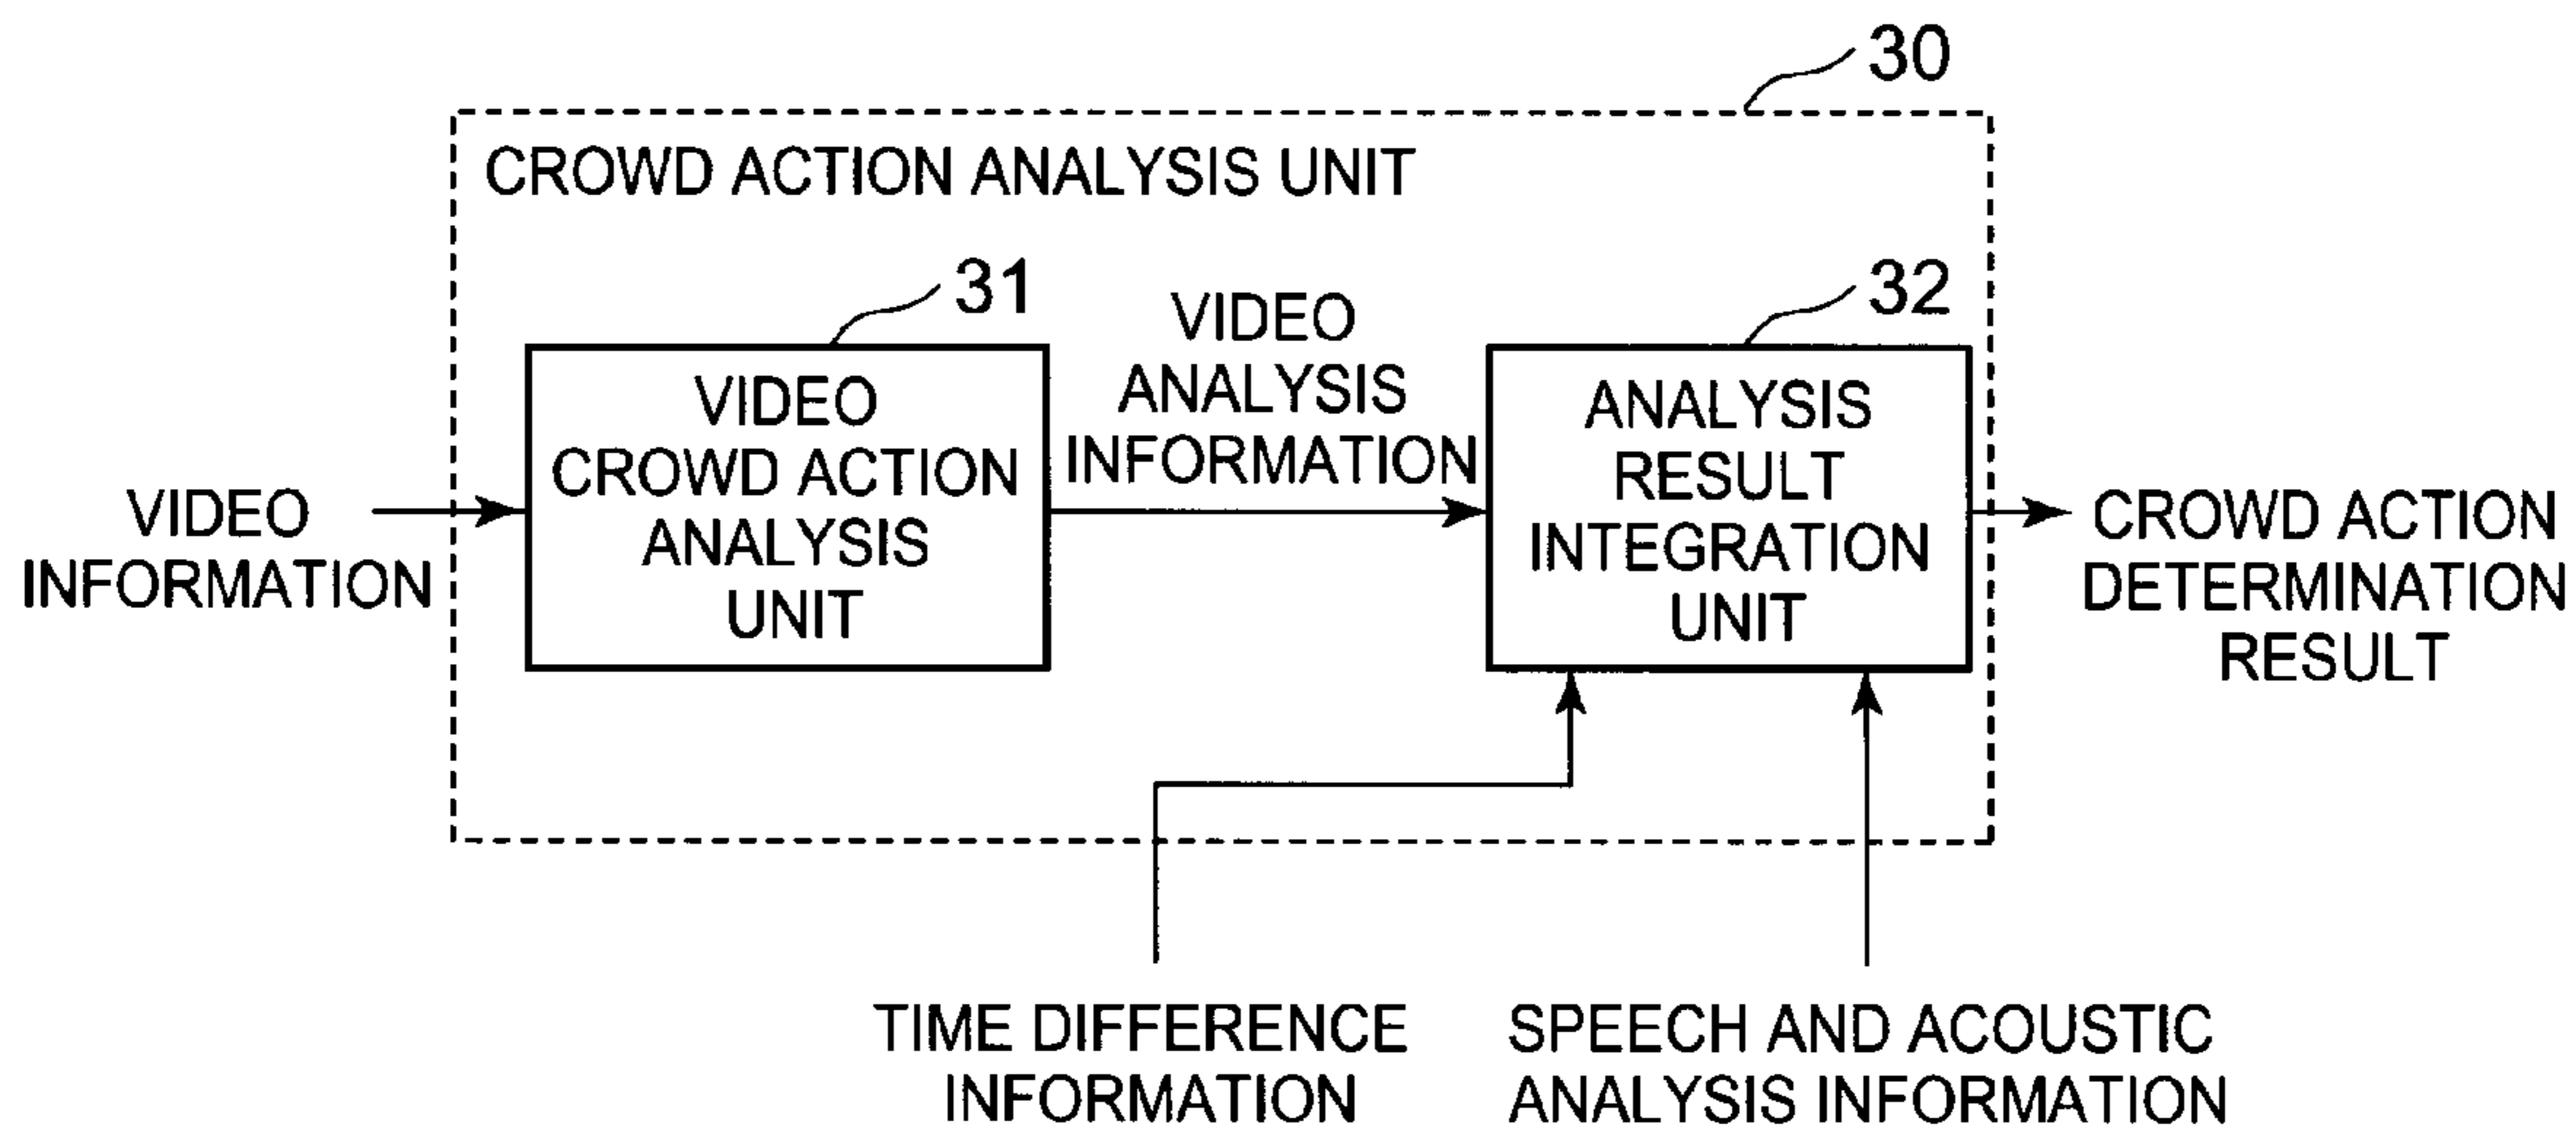 30
CROWD ACTION ANALYSIS UNIT
31
32
VIDEO
ANALYSIS
INFORMATION
VIDEO
CROWD ACTION
ANALYSIS
UNIT
ANALYSIS
RESULT
INTEGRATION
UNIT
VIDEO
INFORMATION
CROWD ACTION
DETERMINATION
RESULT
TIME DIFFERENCE
INFORMATION
SPEECH AND ACOUSTIC
ANALYSIS INFORMATION